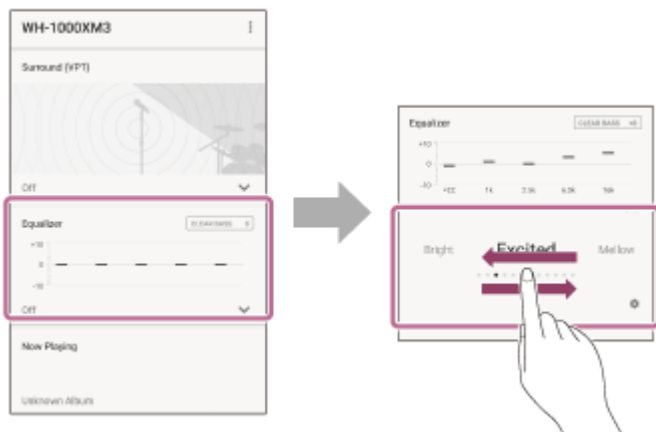 WH-1000XM3
Surround (VPT)
Off
Equalizer
CLEAR BASS 0
+10
0
-10
Off
Now Playing
Unknown Album
Equalizer
CLEAR BASS
+10
0
-10
1k 2.5k 6.3k 16k
Bright Excited Mellow